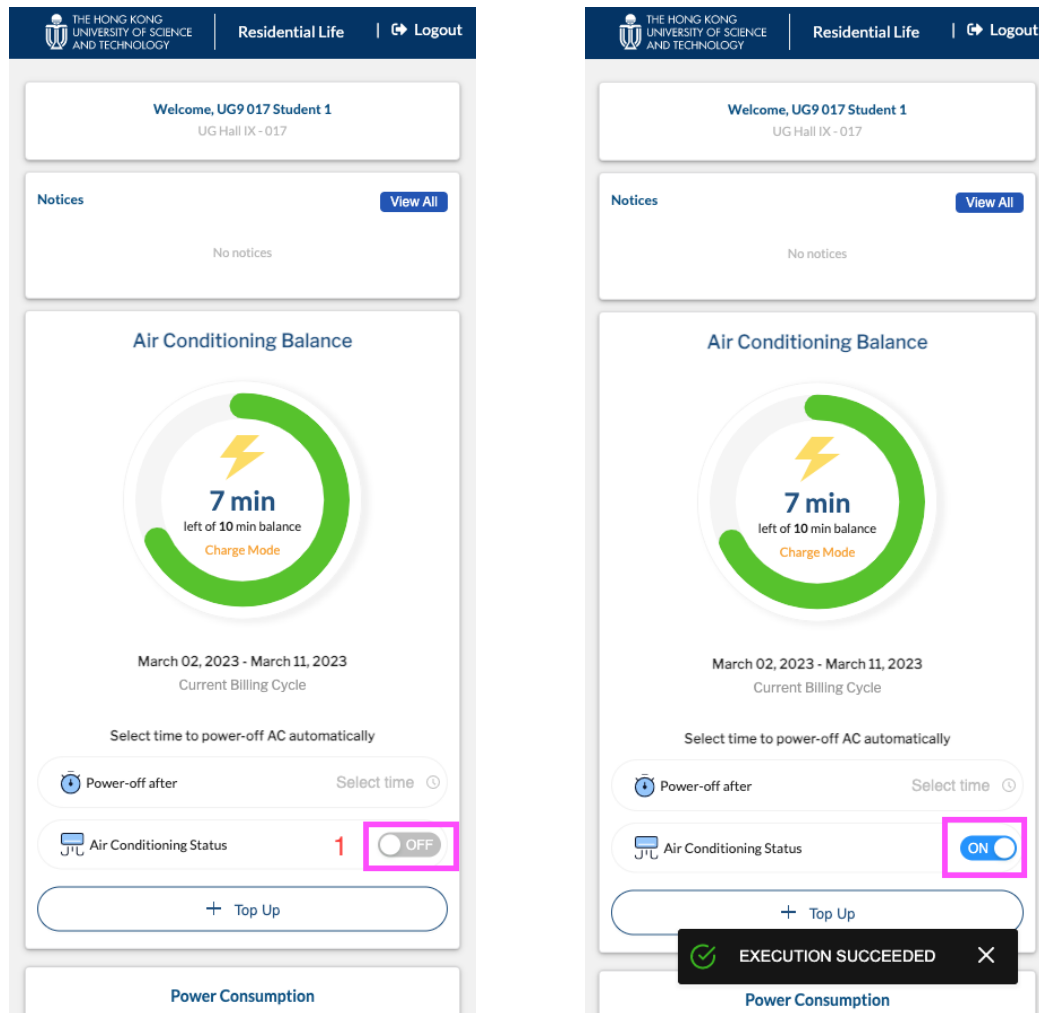 THE HONG KONG
UNIVERSITY OF SCIENCE
AND TECHNOLOGY
Residential Life
| Logout
Welcome, UG9 017 Student 1
UG Hall IX - 017
Notices
View All
No notices
Air Conditioning Balance
7 min
left of 10 min balance
Charge Mode
March 02, 2023 - March 11, 2023
Current Billing Cycle
Select time to power-off AC automatically
Power-off after
Select time
Air Conditioning Status
1
OFF
+ Top Up
Power Consumption
THE HONG KONG
UNIVERSITY OF SCIENCE
AND TECHNOLOGY
Residential Life
| Logout
Welcome, UG9 017 Student 1
UG Hall IX - 017
Notices
View All
No notices
Air Conditioning Balance
7 min
left of 10 min balance
Charge Mode
March 02, 2023 - March 11, 2023
Current Billing Cycle
Select time to power-off AC automatically
Power-off after
Select time
Air Conditioning Status
ON
+ Top Up
EXECUTION SUCCEEDED
Power Consumption